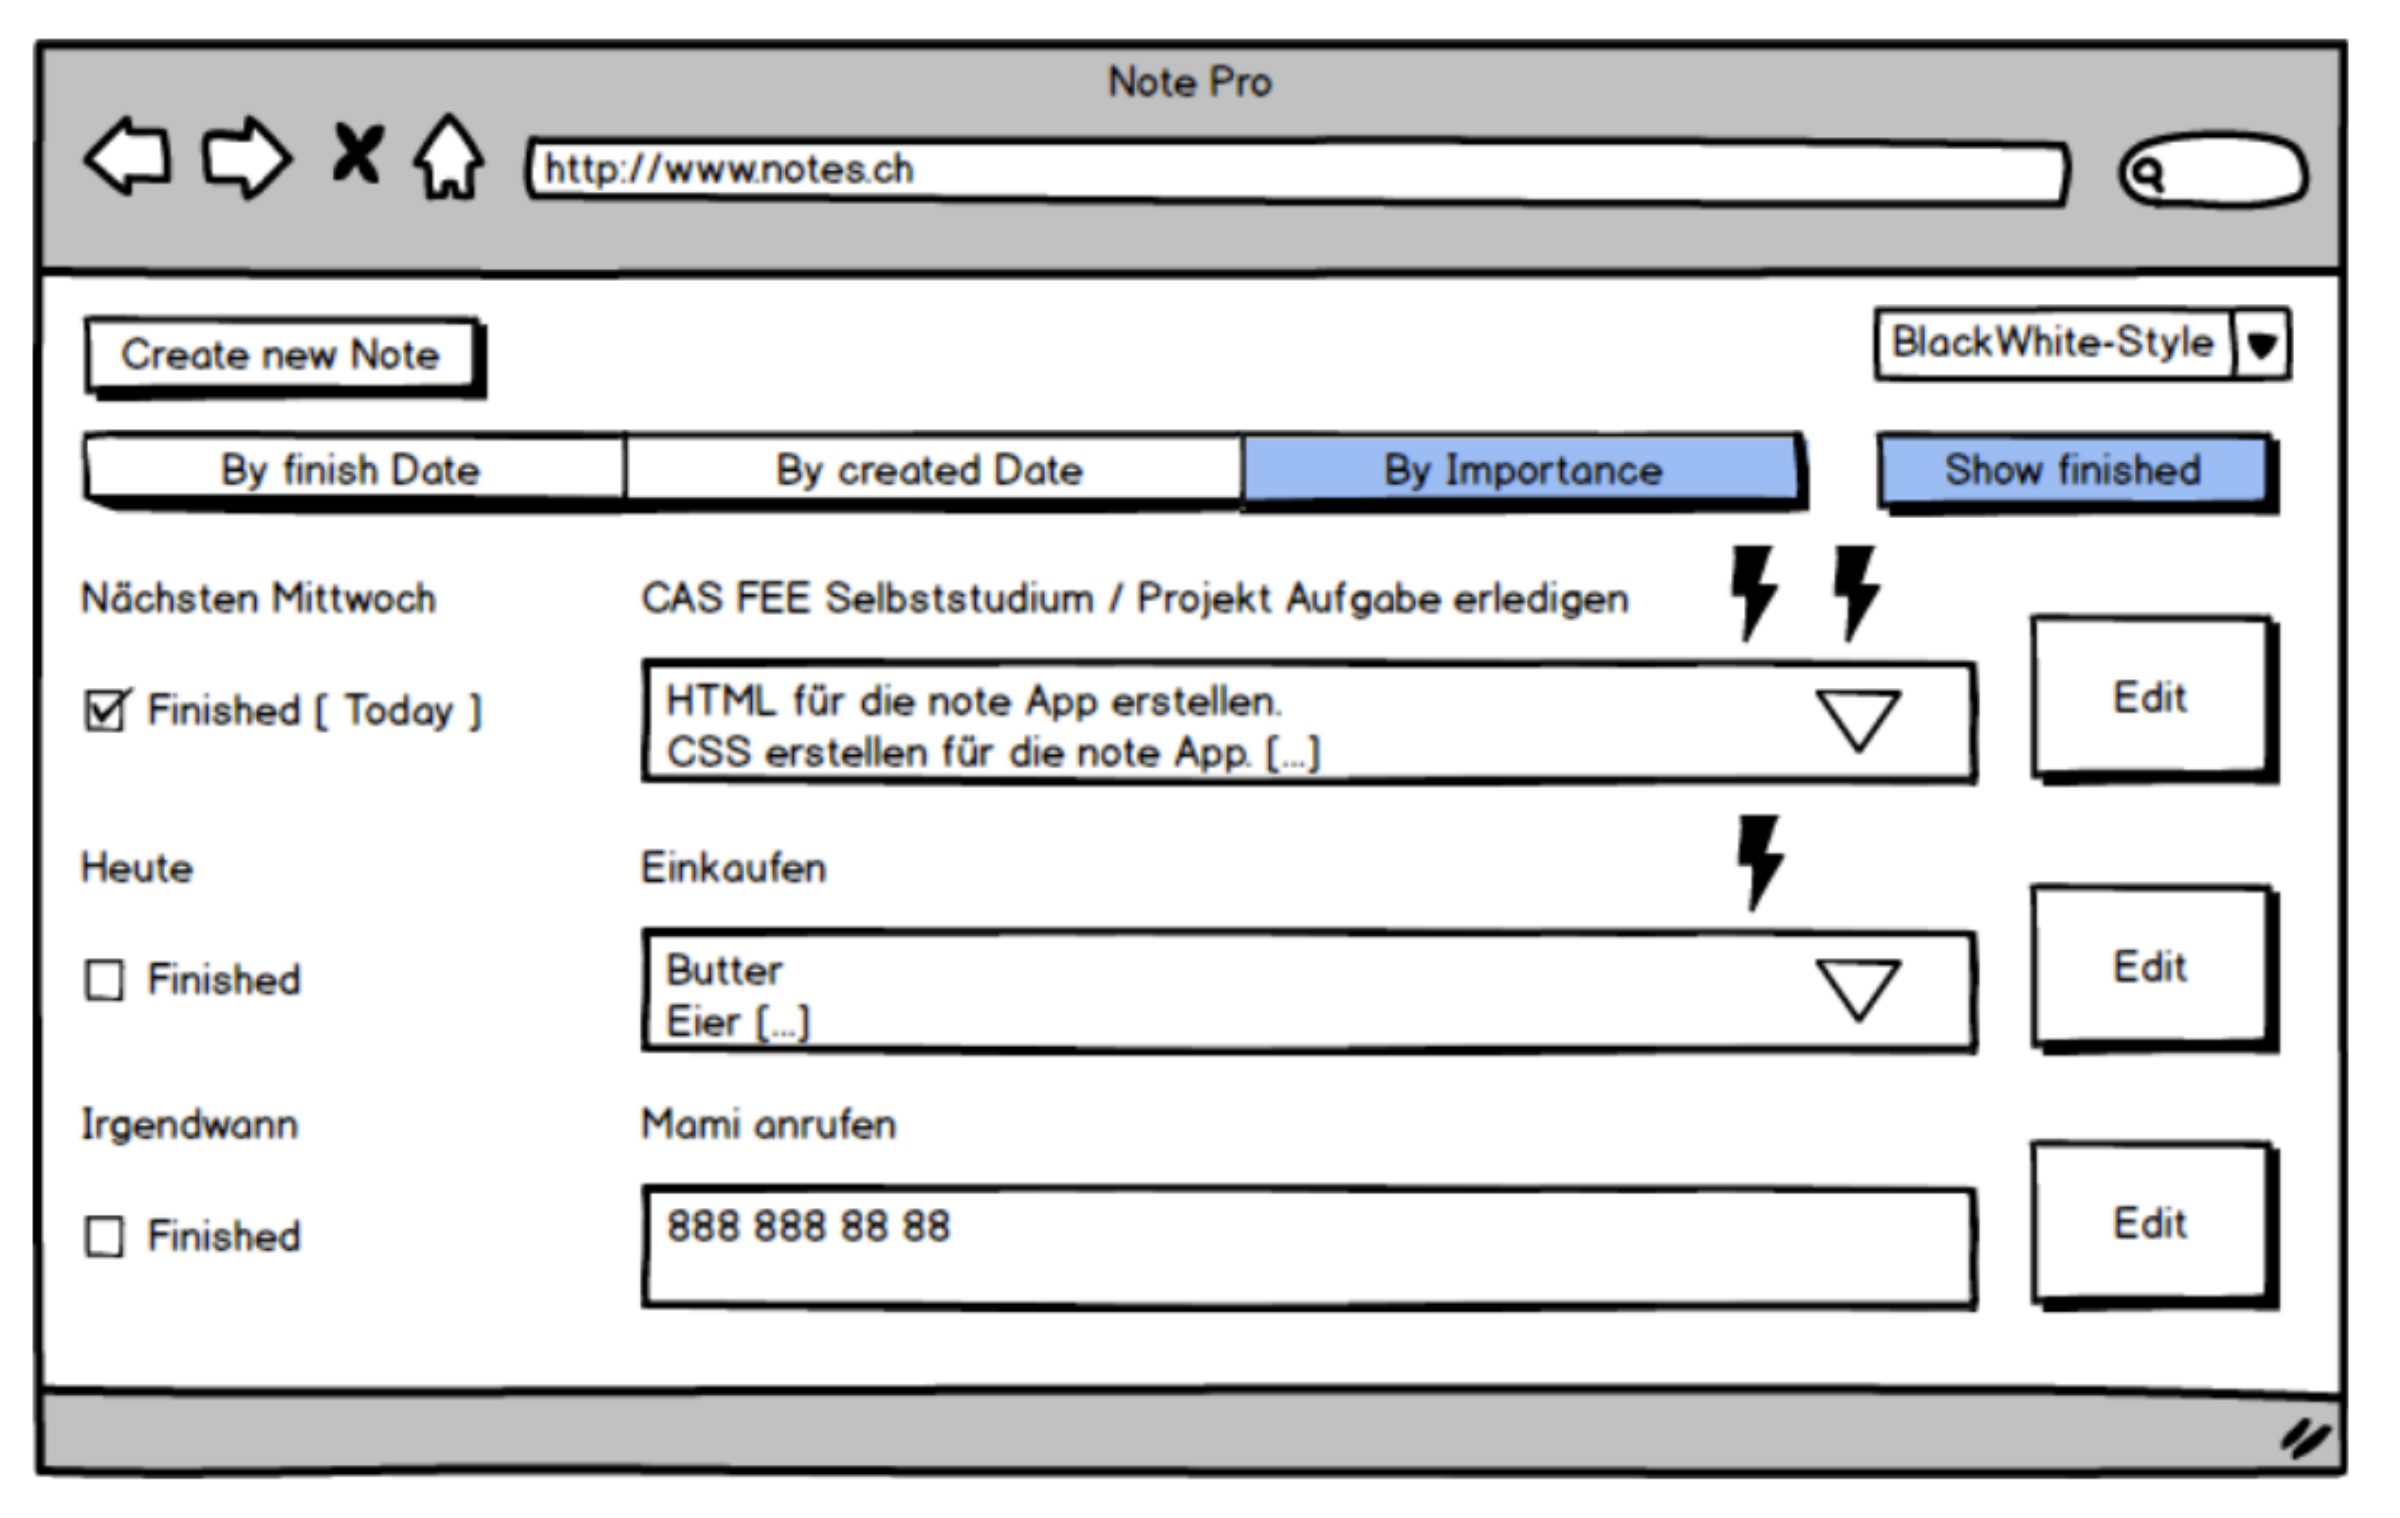 Note Pro
http://www.notes.ch
Create new Note
BlackWhite-Style
By finish Date
By created Date
By Importance
Show finished
Nächsten Mittwoch
CAS FEE Selbststudium / Projekt Aufgabe erledigen
Finished [ Today ]
HTML für die note App erstellen.
CSS erstellen für die note App. [...]
Edit
Heute
Einkaufen
Finished
Butter
Eier [...]
Edit
Irgendwann
Mami anrufen
Finished
888 888 88 88
Edit